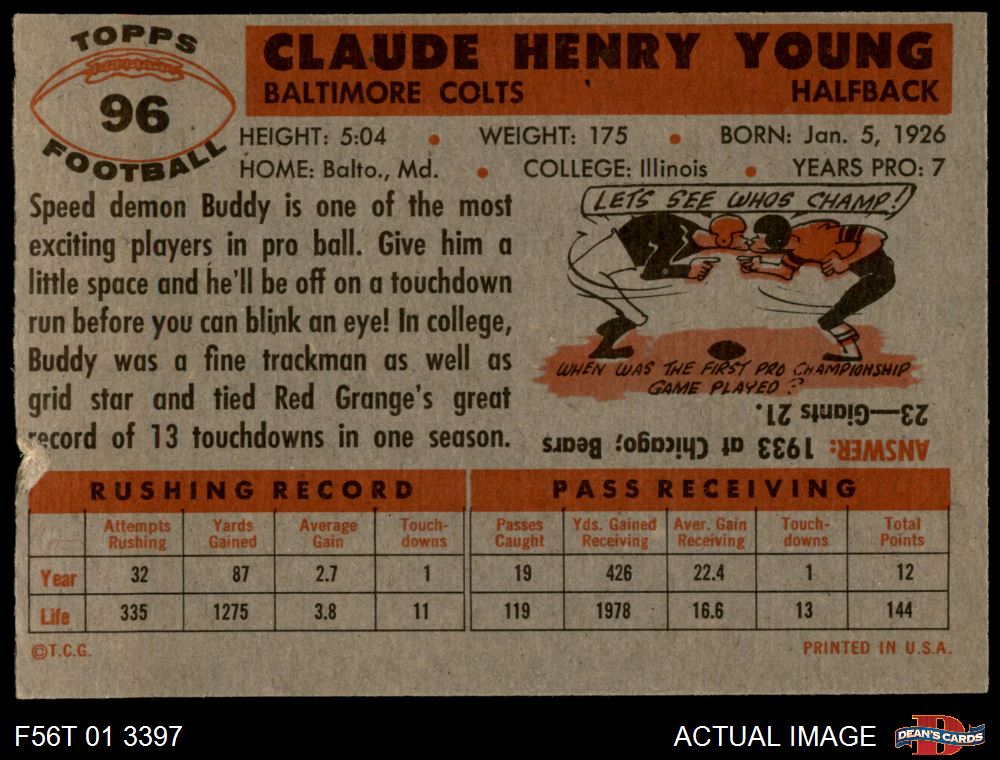 TOPPS
96
FOOTBALL
CLAUDE HENRY YOUNG
BALTIMORE COLTS HALFBACK
HEIGHT: 5:04 • WEIGHT: 175 • BORN: Jan. 5, 1926
HOME: Balto., Md. • COLLEGE: Illinois • YEARS PRO: 7
Speed demon Buddy is one of the most
exciting players in pro ball. Give him a
little space and he'll be off on a touchdown
run before you can blink an eye! In college,
Buddy was a fine trackman as well as
grid star and tied Red Grange's great
record of 13 touchdowns in one season.
LETS SEE WHOS CHAMP!
WHEN WAS THE FIRST PRO CHAMPIONSHIP
GAME PLAYED?
ANSWER: 1933 at Chicago; Bears
23—Giants 21.
RUSHING RECORD PASS RECEIVING
Attempts Yards Average Touch- Passes Yds. Gained Aver. Gain Touch- Total
Rushing Gained Gain downs Caught Receiving Receiving downs Points
Year 32 87 2.7 1 19 426 22.4 1 12
Life 335 1275 3.8 11 119 1978 16.6 13 144
©T.C.G. PRINTED IN U.S.A.
F56T 01 3397 ACTUAL IMAGE D DEAN'S CARDS